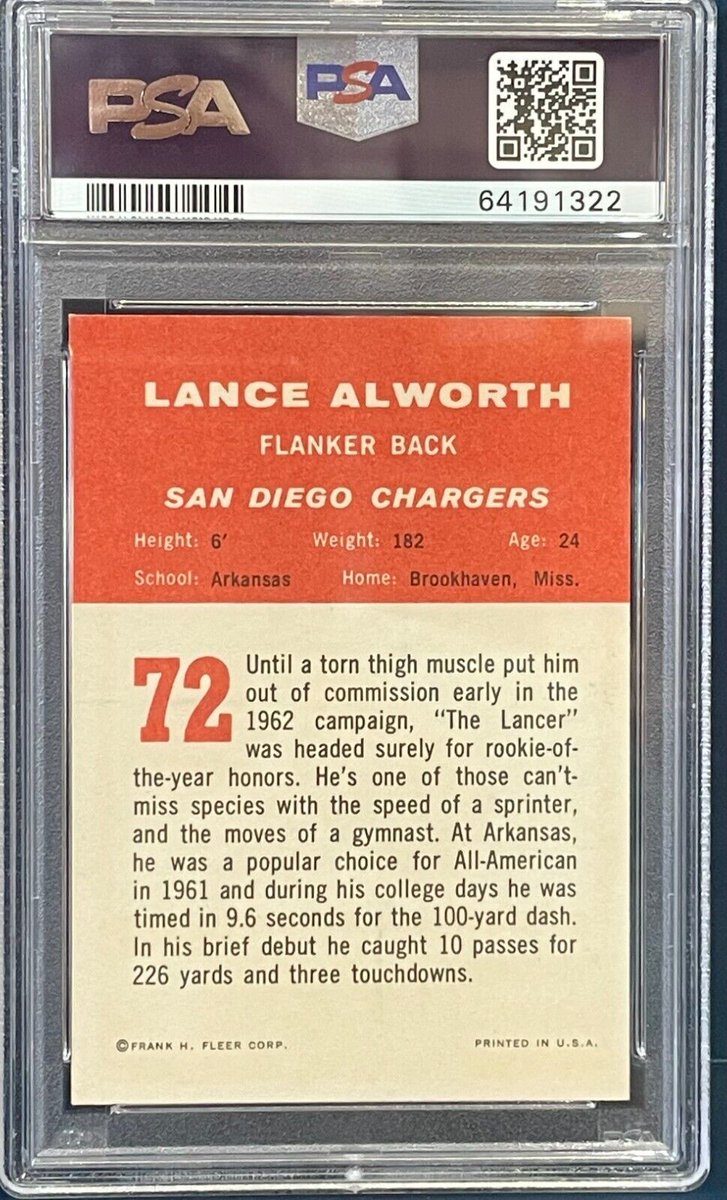 PSA PSA
64191322
LANCE ALWORTH
FLANKER BACK
SAN DIEGO CHARGERS
Height: 6' Weight: 182 Age: 24
School: Arkansas Home: Brookhaven, Miss.
72 Until a torn thigh muscle put him
out of commission early in the
1962 campaign, “The Lancer”
was headed surely for rookie-of-
the-year honors. He's one of those can't-
miss species with the speed of a sprinter,
and the moves of a gymnast. At Arkansas,
he was a popular choice for All-American
in 1961 and during his college days he was
timed in 9.6 seconds for the 100-yard dash.
In his brief debut he caught 10 passes for
226 yards and three touchdowns.
©FRANK H. FLEER CORP. PRINTED IN U.S.A.
PSA